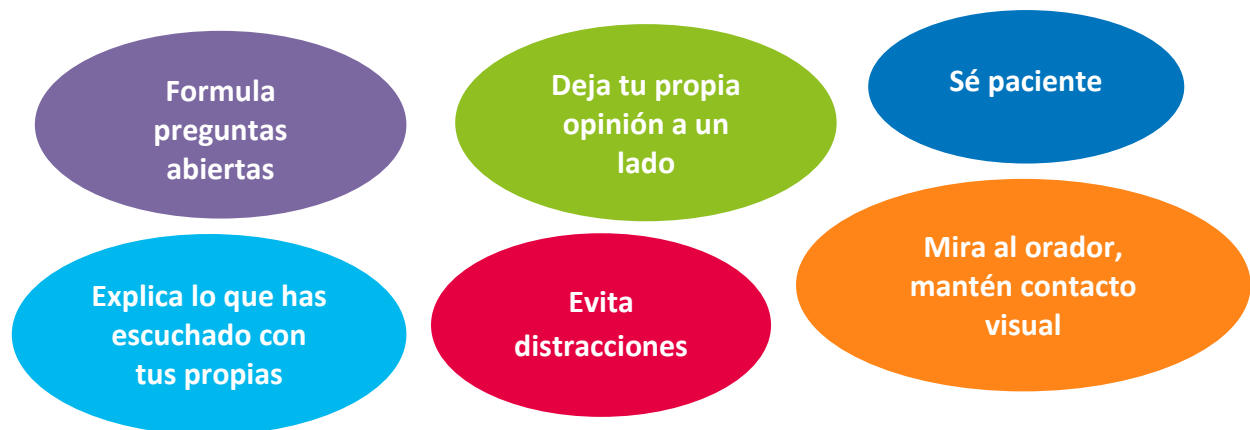 Formula
preguntas
abiertas
Deja tu propia
opinión a un
lado
Sé paciente
Explica lo que has
escuchado con
tus propias
Evita
distracciones
Mira al orador,
mantén contacto
visual